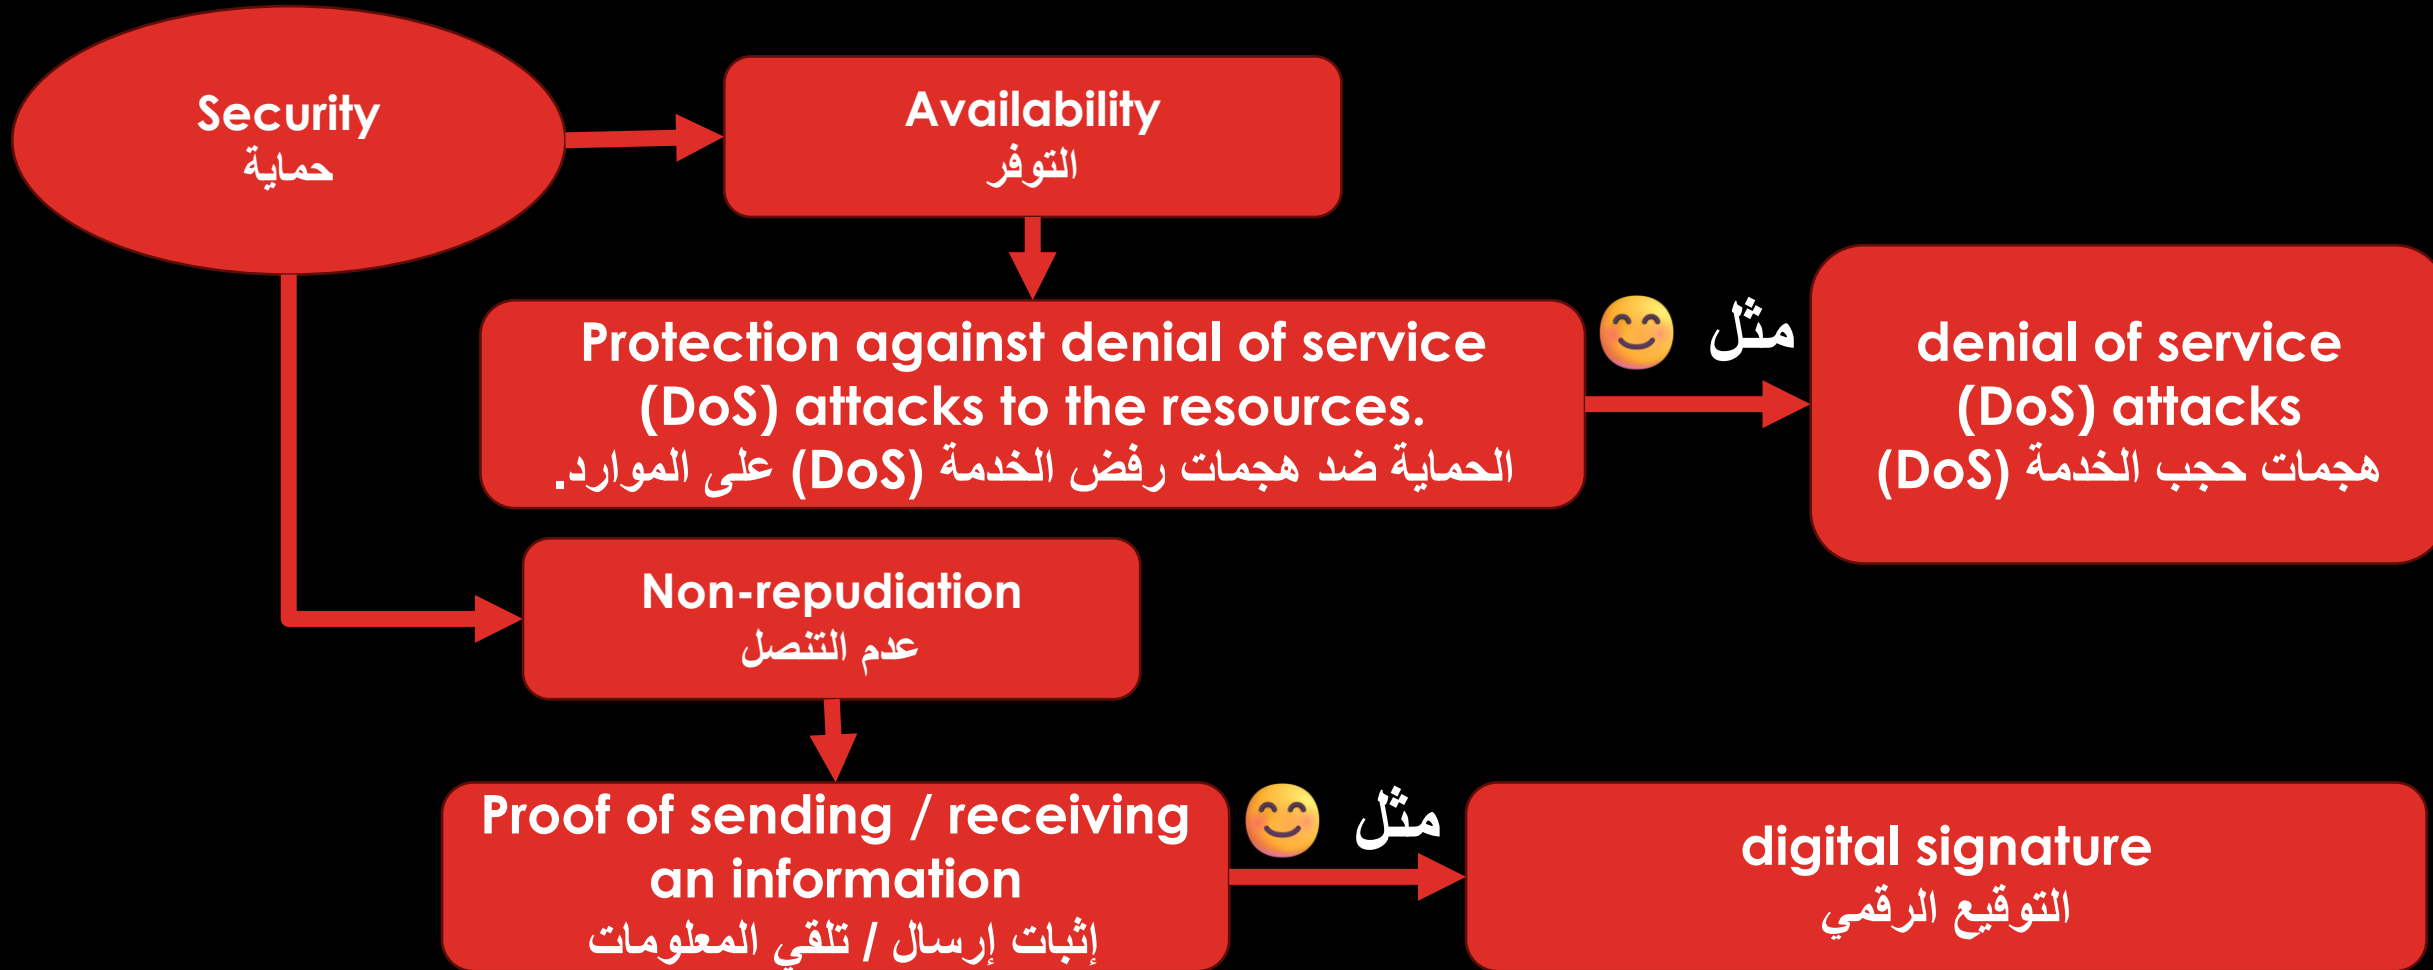 Security
حماية
Availability
التوفر
Protection against denial of service
(DoS) attacks to the resources.
الحماية ضد هجمات رفض الخدمة (DoS) على الموارد.
مثل 😊
denial of service
(DoS) attacks
هجمات حجب الخدمة (DoS)
Non-repudiation
عدم التنصل
Proof of sending / receiving
an information
إثبات إرسال / تلقي المعلومات
مثل 😊
digital signature
التوقيع الرقمي